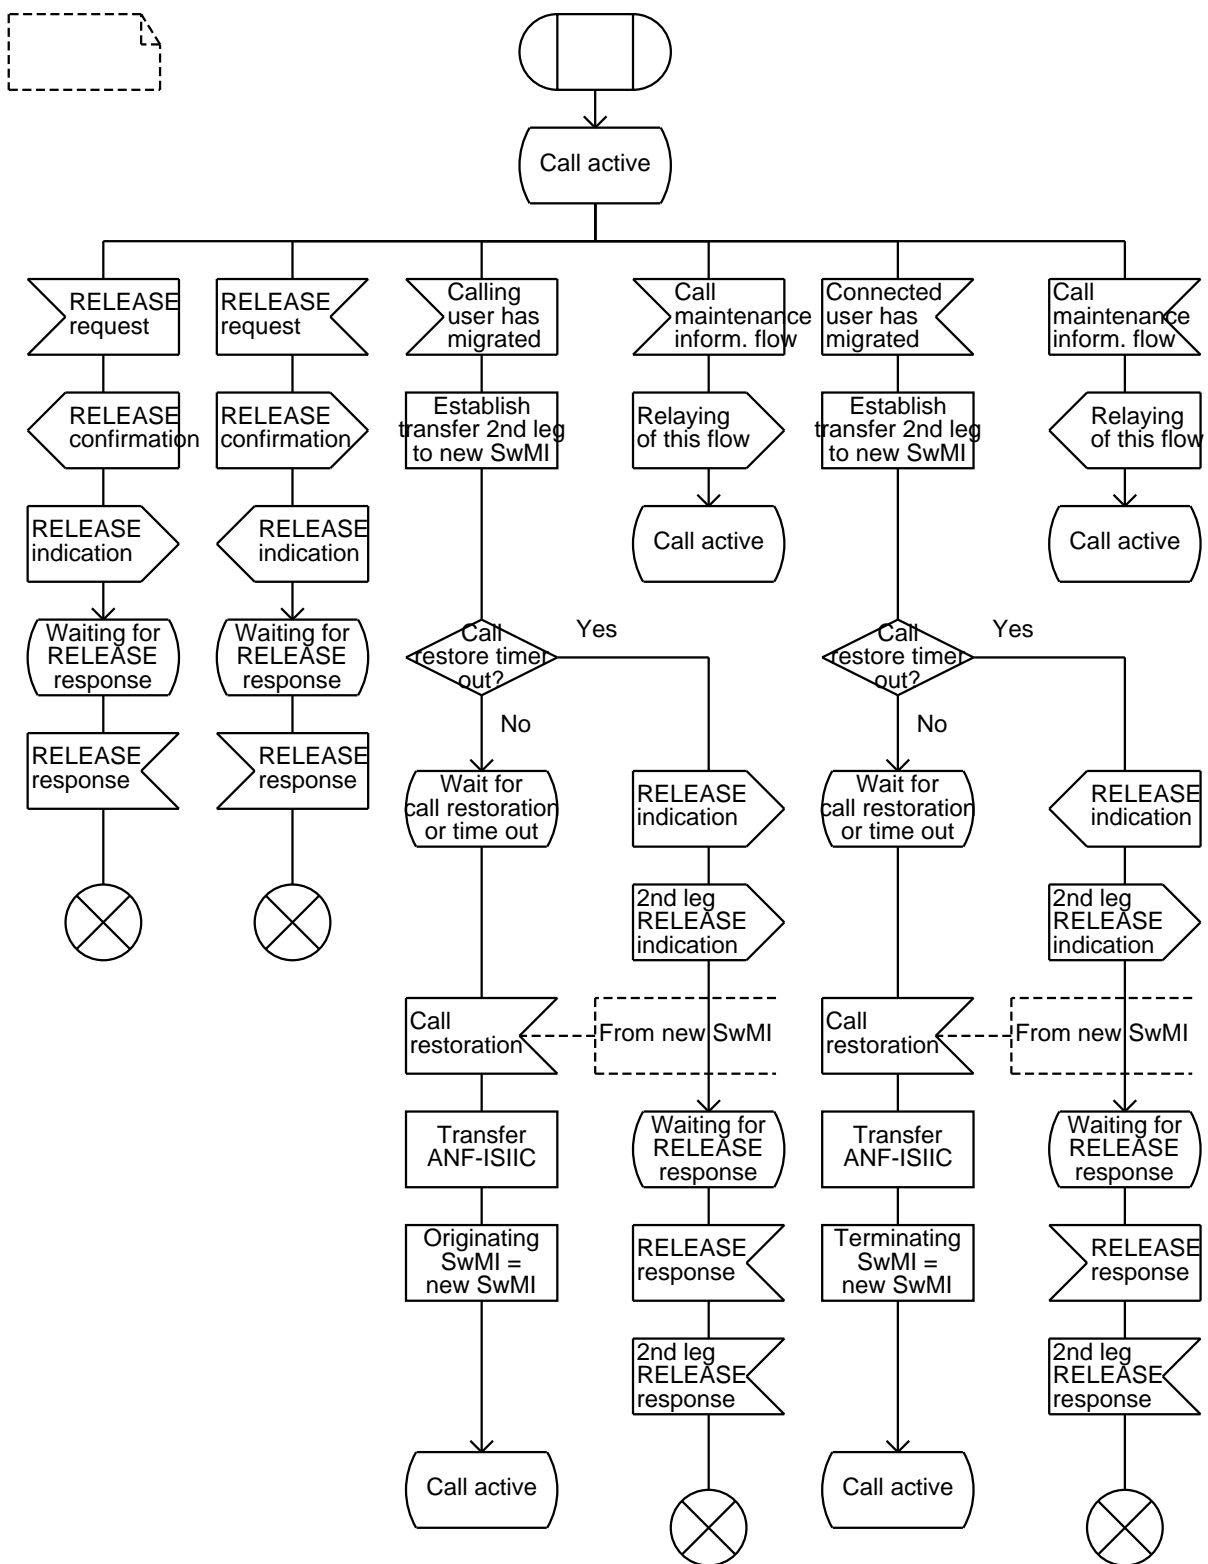 Call active
RELEASE
request
RELEASE
request
Calling
user has
migrated
Call
maintenance
inform. flow
Connected
user has
migrated
Call
maintenance
inform. flow
RELEASE
confirmation
RELEASE
confirmation
Establish
transfer 2nd leg
to new SwMI
Relaying
of this flow
Establish
transfer 2nd leg
to new SwMI
Relaying
of this flow
RELEASE
indication
RELEASE
indication
Call active
Call active
Waiting for
RELEASE
response
Waiting for
RELEASE
response
Call
restore timer
out?
Yes
No
Call
restore timer
out?
Yes
No
RELEASE
response
RELEASE
response
Wait for
call restoration
or time out
RELEASE
indication
Wait for
call restoration
or time out
RELEASE
indication
2nd leg
RELEASE
indication
2nd leg
RELEASE
indication
Call
restoration
From new SwMI
Call
restoration
From new SwMI
Transfer
ANF-ISIIC
Waiting for
RELEASE
response
Transfer
ANF-ISIIC
Waiting for
RELEASE
response
Originating
SwMI =
new SwMI
RELEASE
response
Terminating
SwMI =
new SwMI
RELEASE
response
2nd leg
RELEASE
response
2nd leg
RELEASE
response
Call active
Call active